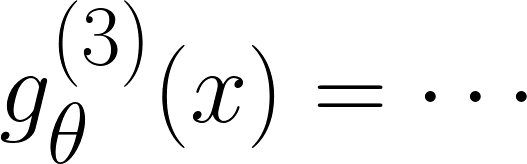 $g_{\theta}^{(3)}(x) = \cdots$